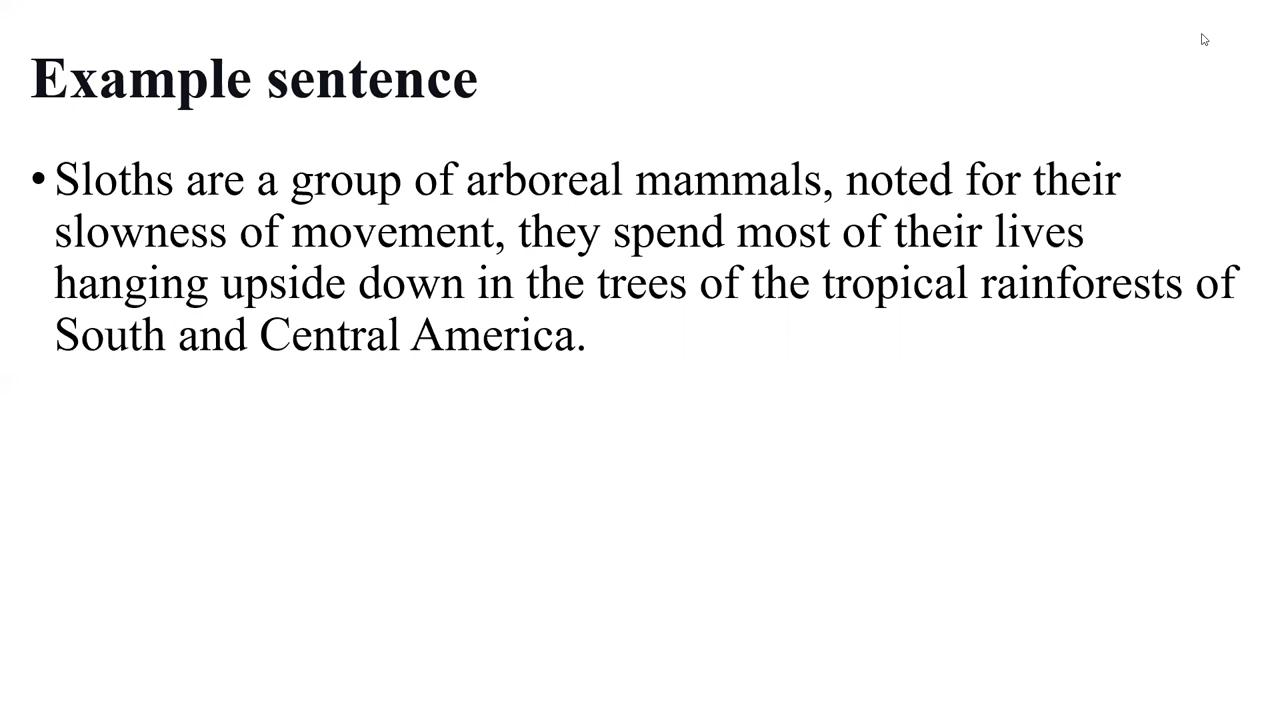 Example sentence
• Sloths are a group of arboreal mammals, noted for their
slowness of movement, they spend most of their lives
hanging upside down in the trees of the tropical rainforests of
South and Central America.